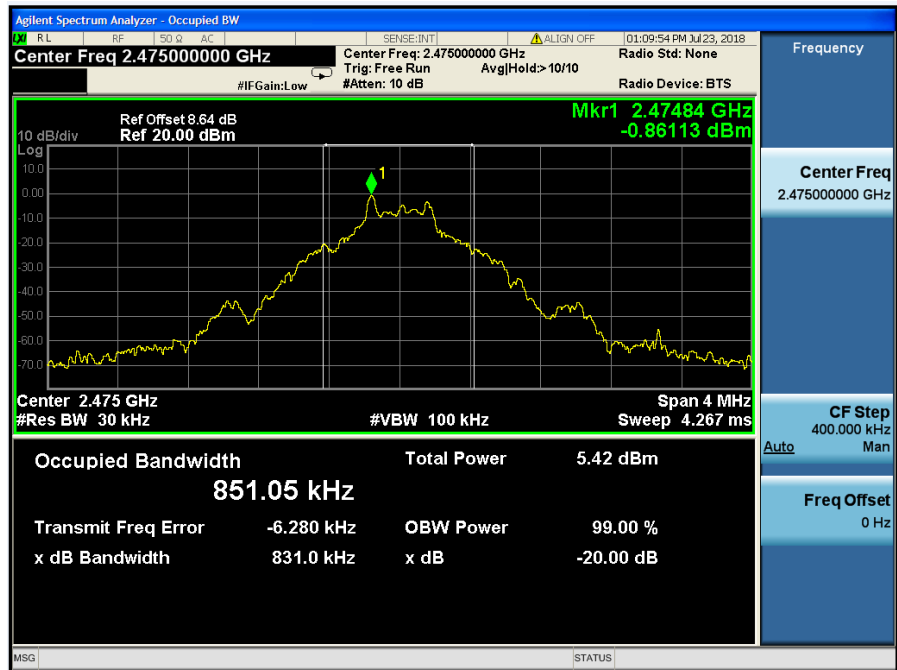 Agilent Spectrum Analyzer - Occupied BW
LXI RL RF 50 Ω AC SENSE:INT ALIGN OFF 01:09:54 PM Jul 23, 2018
Center Freq 2.475000000 GHz
Center Freq: 2.475000000 GHz
Radio Std: None
Trig: Free Run Avg|Hold:>10/10
#IFGain:Low
#Atten: 10 dB
Radio Device: BTS
Frequency
Mkr1 2.47484 GHz
-0.86113 dBm
Ref Offset 8.64 dB
10 dB/div Ref 20.00 dBm
Log
10.0
0.00
-10.0
-20.0
-30.0
-40.0
-50.0
-60.0
-70.0
1
Center 2.475 GHz Span 4 MHz
#Res BW 30 kHz #VBW 100 kHz Sweep 4.267 ms
Occupied Bandwidth
851.05 kHz
Total Power 5.42 dBm
Transmit Freq Error -6.280 kHz OBW Power 99.00 %
x dB Bandwidth 831.0 kHz x dB -20.00 dB
Center Freq
2.475000000 GHz
CF Step
400.000 kHz
Auto Man
Freq Offset
0 Hz
MSG STATUS